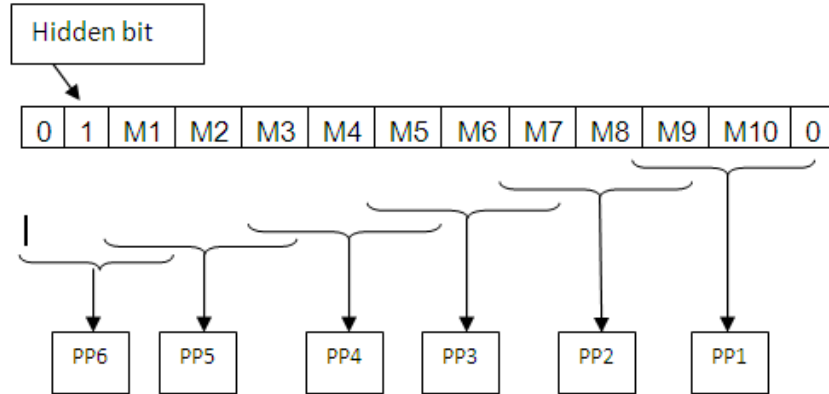 Hidden bit
0 1 M1 M2 M3 M4 M5 M6 M7 M8 M9 M10 0
PP6 PP5 PP4 PP3 PP2 PP1